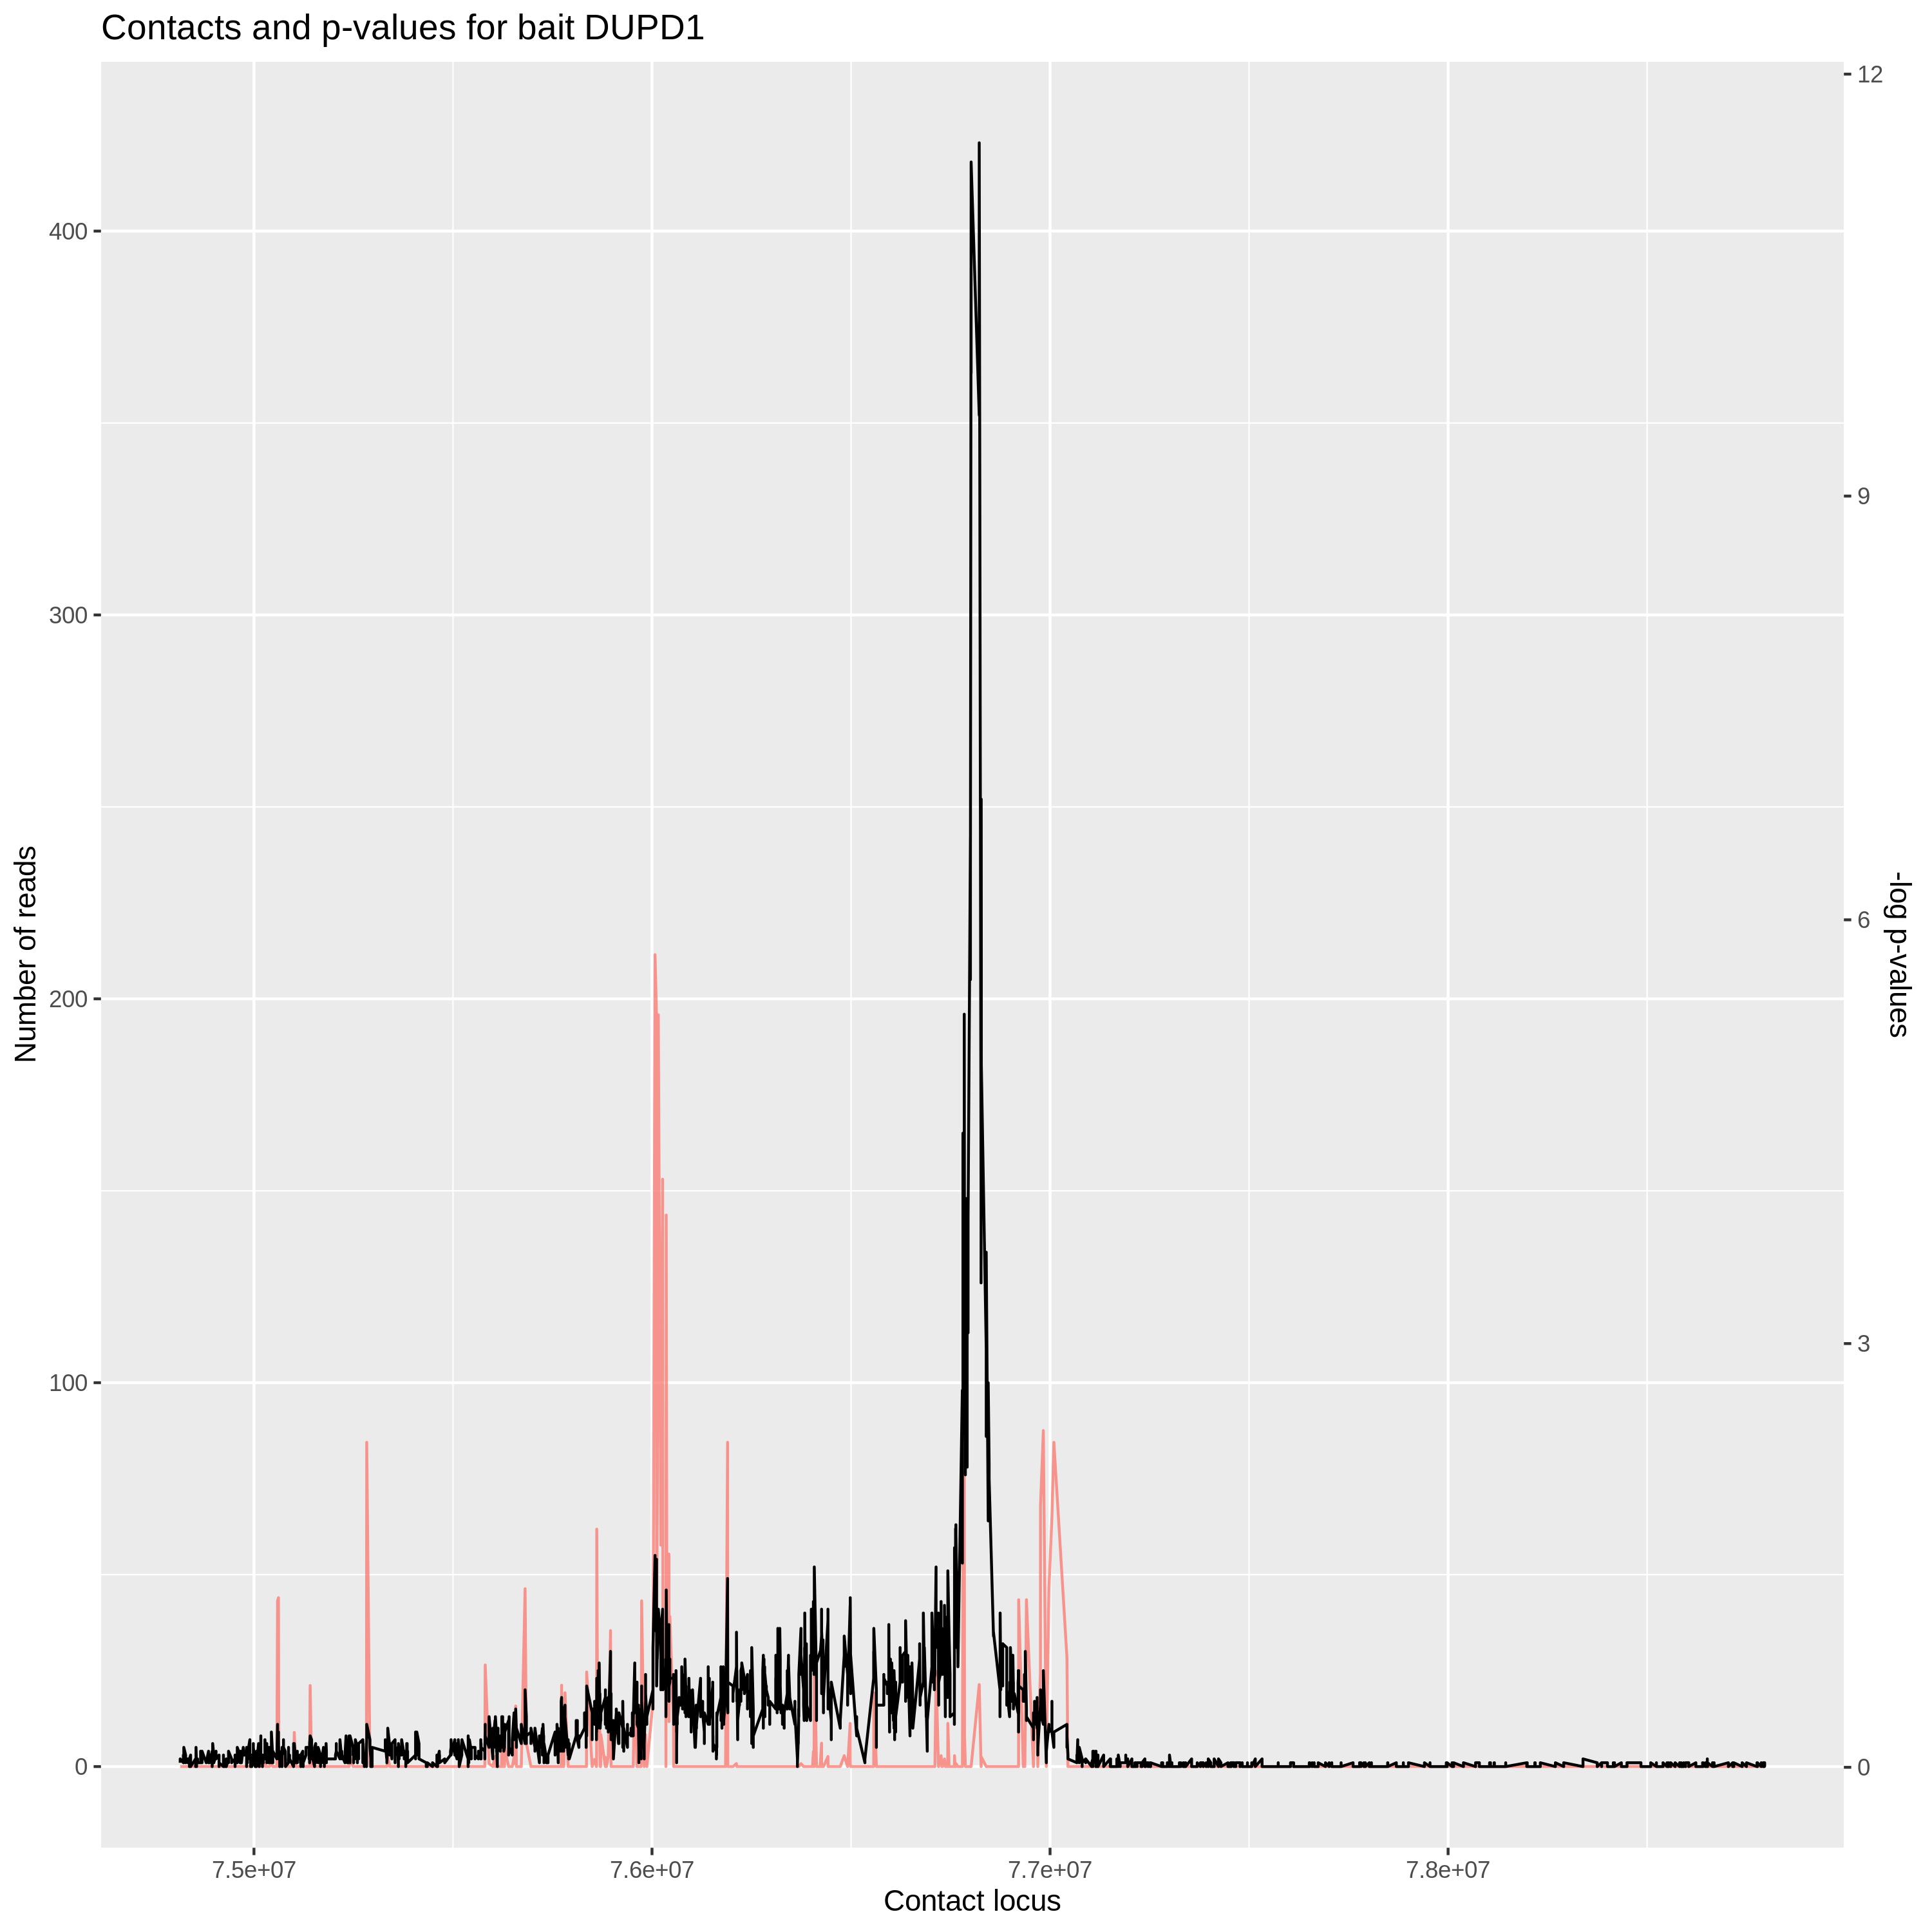 Contacts and p-values for bait DUPD1
12
400
9
300
6
200
3
100
0
0
Number of reads
-log p-values
7.5e+07
7.6e+07
7.7e+07
7.8e+07
Contact locus